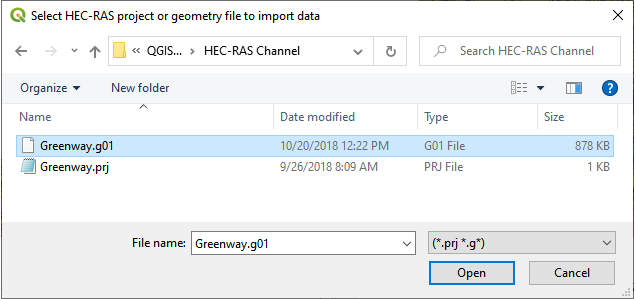 Select HEC-RAS project or geometry file to import data
« QGIS... > HEC-RAS Channel
Search HEC-RAS Channel
Organize
New folder
Name Date modified Type Size
Greenway.g01 10/20/2018 12:22 PM G01 File 878 KB
Greenway.prj 9/26/2018 8:09 AM PRJ File 1 KB
File name: Greenway.g01 (*.prj *.g*)
Open Cancel